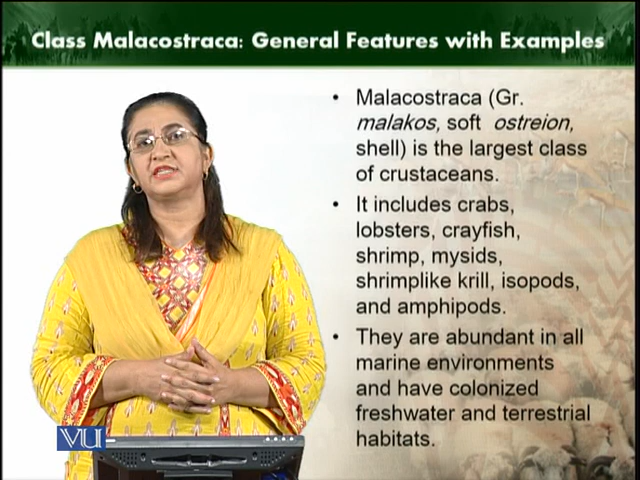 Class Malacostraca: General Features with Examples
• Malacostraca (Gr.
malakos, soft ostreion,
shell) is the largest class
of crustaceans.
• It includes crabs,
lobsters, crayfish,
shrimp, mysids,
shrimplike krill, isopods,
and amphipods.
• They are abundant in all
marine environments
and have colonized
freshwater and terrestrial
habitats.
VU